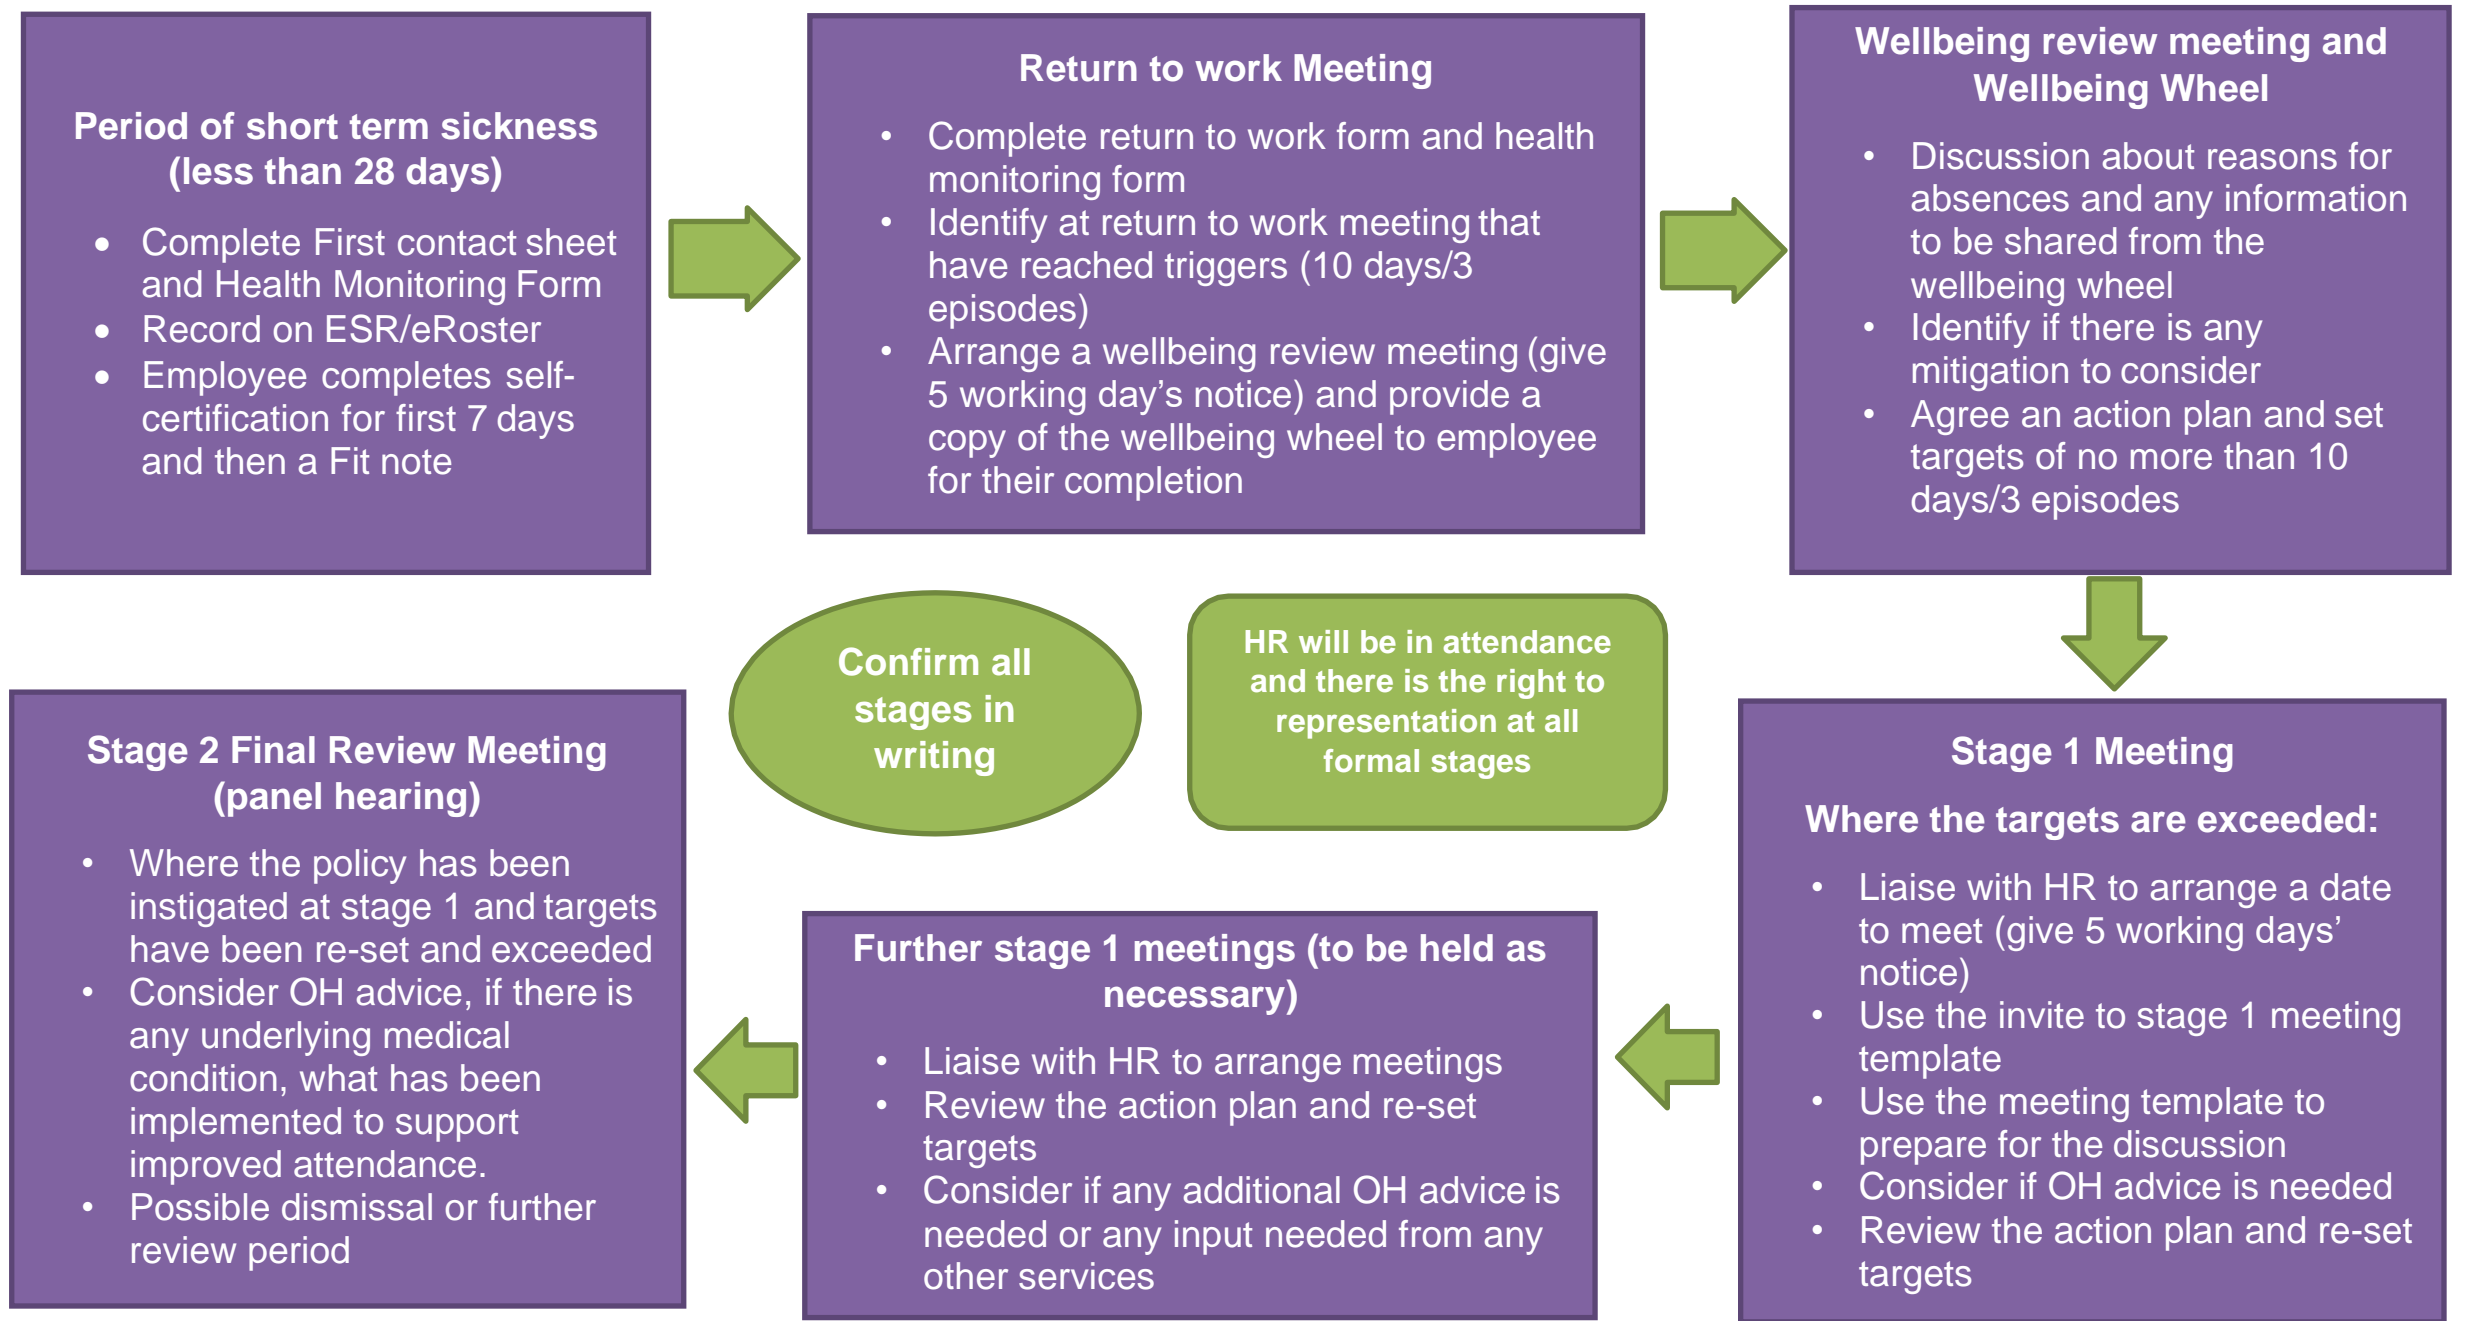 Period of short term sickness
(less than 28 days)
• Complete First contact sheet
and Health Monitoring Form
• Record on ESR/eRoster
• Employee completes self-
certification for first 7 days
and then a Fit note
Return to work Meeting
• Complete return to work form and health
monitoring form
• Identify at return to work meeting that
have reached triggers (10 days/3
episodes)
• Arrange a wellbeing review meeting (give
5 working day’s notice) and provide a
copy of the wellbeing wheel to employee
for their completion
Wellbeing review meeting and
Wellbeing Wheel
• Discussion about reasons for
absences and any information
to be shared from the
wellbeing wheel
• Identify if there is any
mitigation to consider
• Agree an action plan and set
targets of no more than 10
days/3 episodes
Confirm all
stages in
writing
HR will be in attendance
and there is the right to
representation at all
formal stages
Stage 1 Meeting
Where the targets are exceeded:
• Liaise with HR to arrange a date
to meet (give 5 working days’
notice)
• Use the invite to stage 1 meeting
template
• Use the meeting template to
prepare for the discussion
• Consider if OH advice is needed
• Review the action plan and re-set
targets
Further stage 1 meetings (to be held as
necessary)
• Liaise with HR to arrange meetings
• Review the action plan and re-set
targets
• Consider if any additional OH advice is
needed or any input needed from any
other services
Stage 2 Final Review Meeting
(panel hearing)
• Where the policy has been
instigated at stage 1 and targets
have been re-set and exceeded
• Consider OH advice, if there is
any underlying medical
condition, what has been
implemented to support
improved attendance.
• Possible dismissal or further
review period